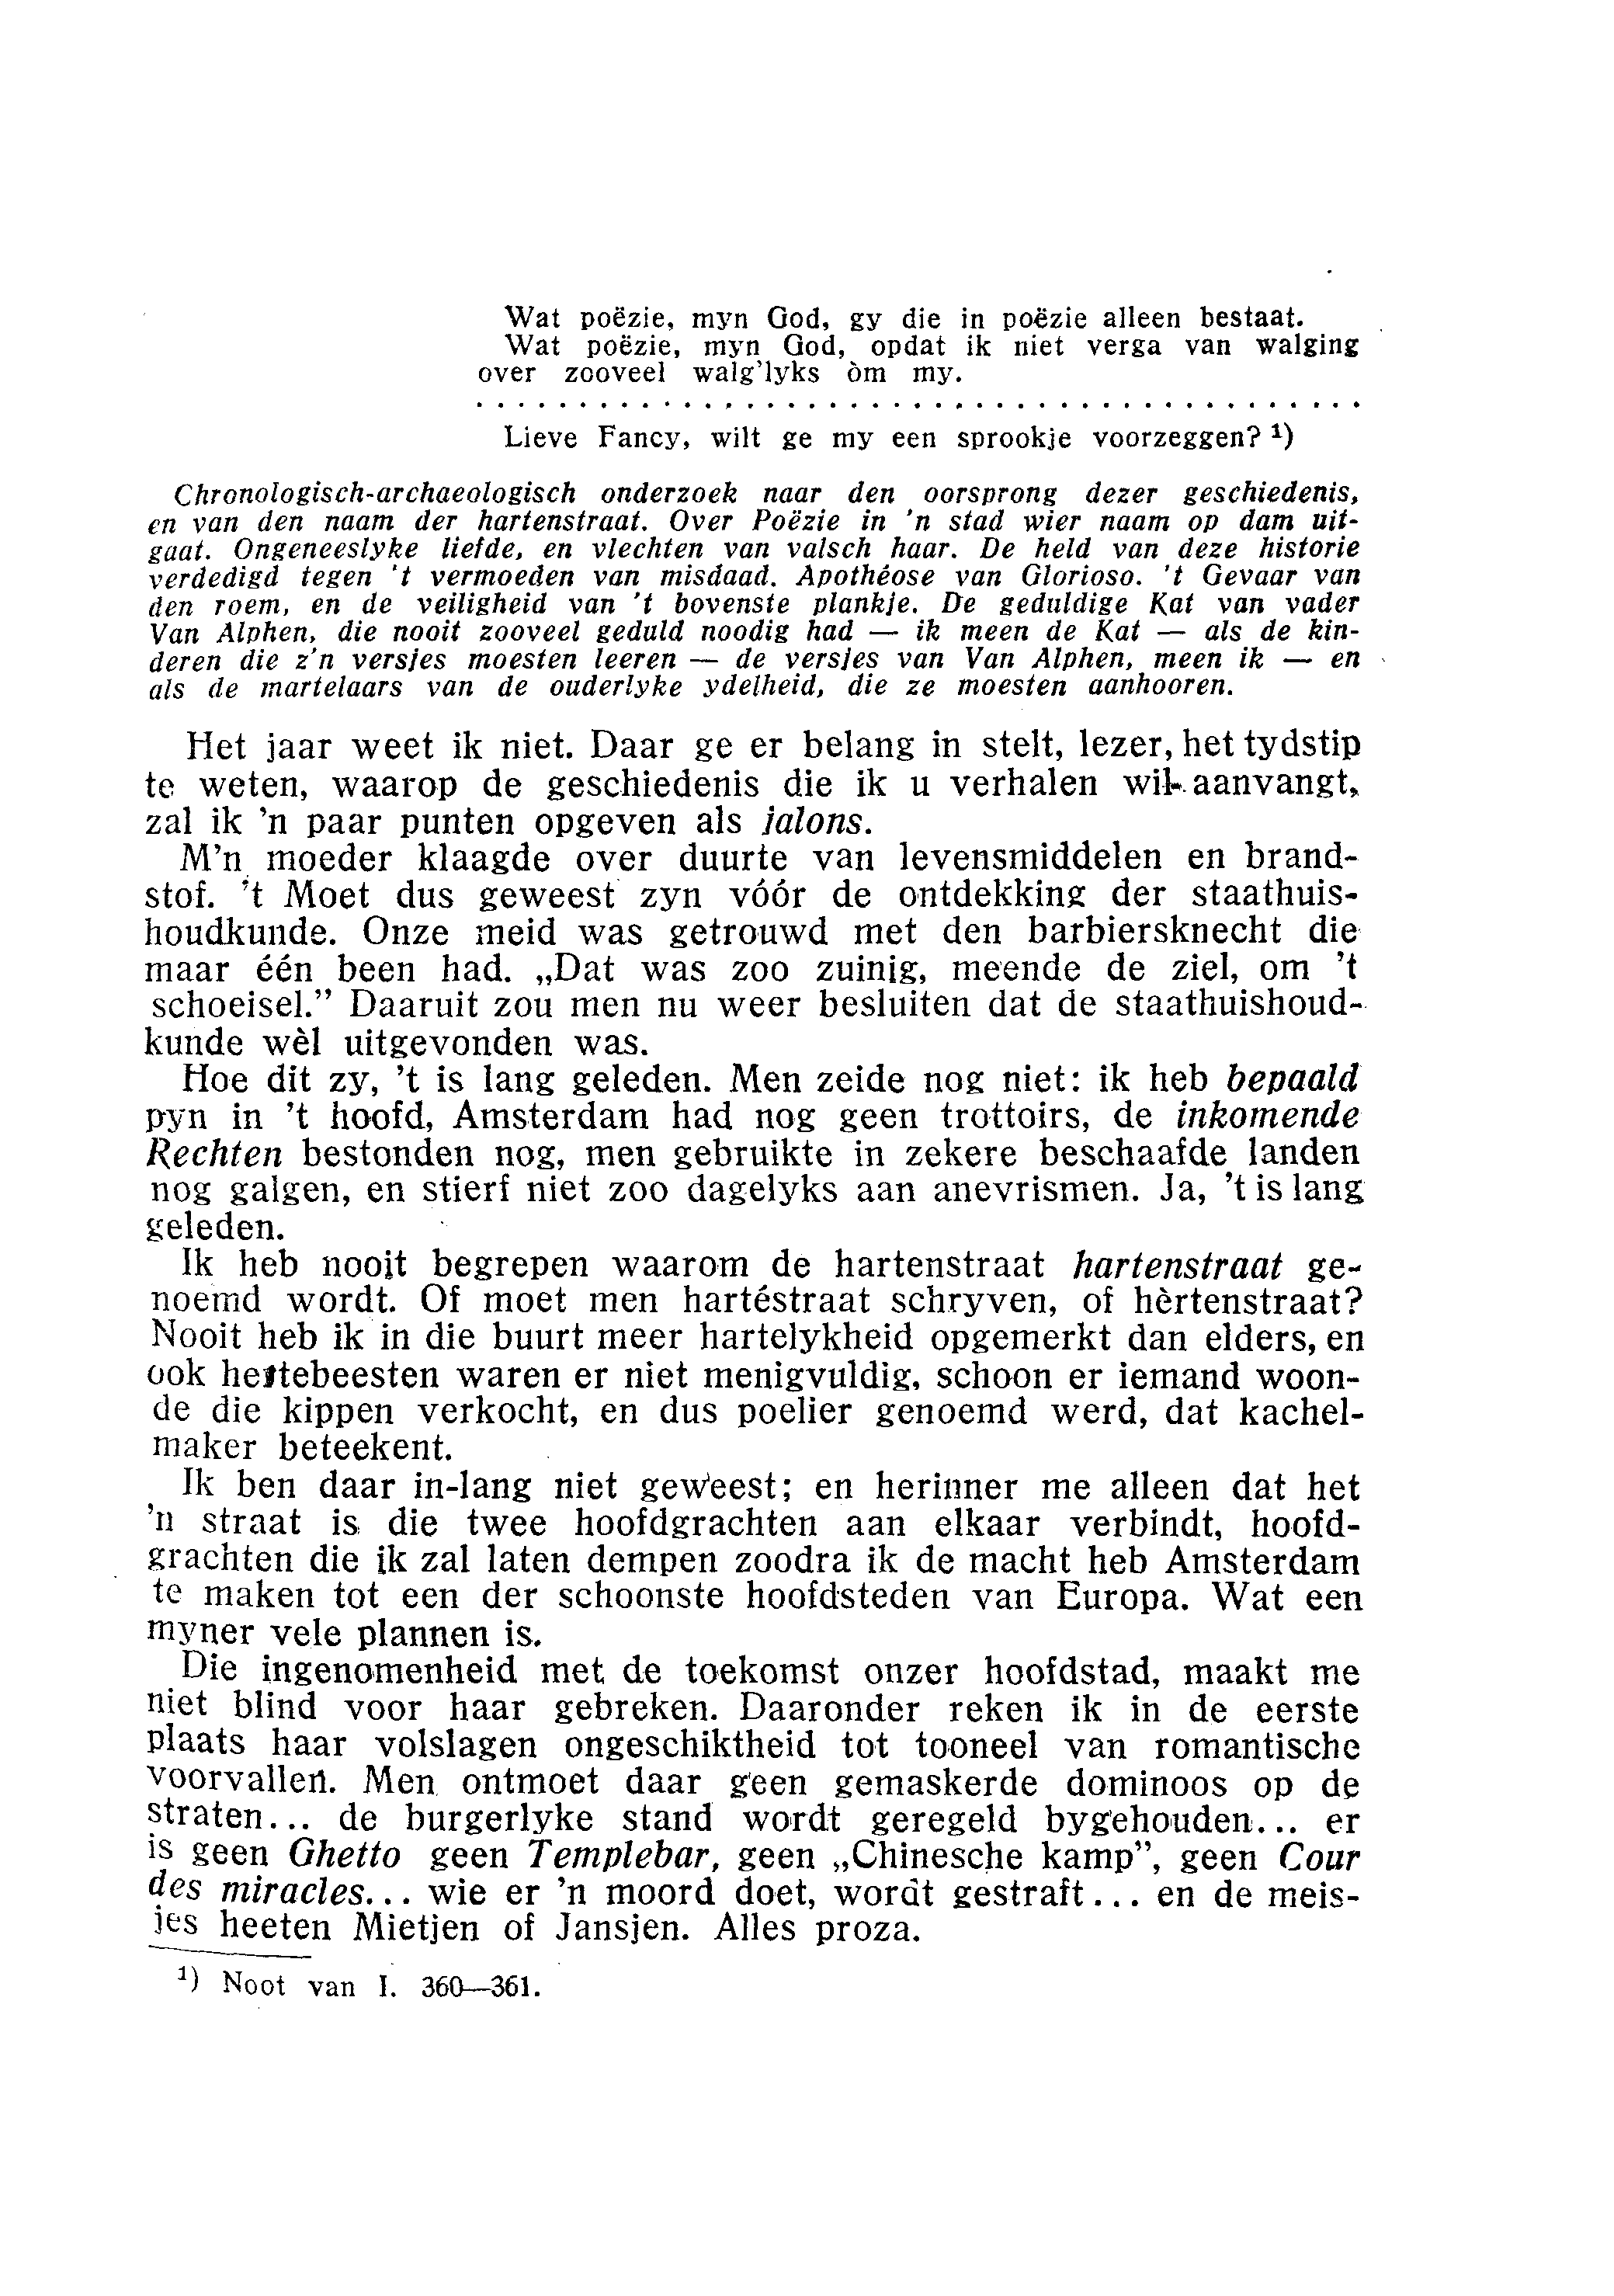 Wat poëzie, myn God, gy die in poëzie alleen bestaat.
Wat poëzie, myn God, opdat ik niet verga van walging
over zooveel walg'lyks òm my.
. . . . . . . . . . . . . . . . . . . . . . . . . . . . . . . . . . . . . . . . . . .
Lieve Fancy, wilt ge my een sprookje voorzeggen? ¹)
Chronologisch-archaeologisch onderzoek naar den oorsprong dezer geschiedenis,
en van den naam der hartenstraat. Over Poëzie in 'n stad wier naam op dam uit-
gaat. Ongeneeslyke liefde, en vlechten van valsch haar. De held van deze historie
verdedigd tegen 't vermoeden van misdaad. Apothéose van Glorioso. 't Gevaar van
den roem, en de veiligheid van 't bovenste plankje. De geduldige Kat van vader
Van Alphen, die nooit zooveel geduld noodig had — ik meen de Kat — als de kin-
deren die z'n versjes moesten leeren — de versjes van Van Alphen, meen ik — en
als de martelaars van de ouderlyke ydelheid, die ze moesten aanhooren.
Het jaar weet ik niet. Daar ge er belang in stelt, lezer, het tydstip
te weten, waarop de geschiedenis die ik u verhalen wil aanvangt,
zal ik 'n paar punten opgeven als jalons.
M'n moeder klaagde over duurte van levensmiddelen en brand-
stof. 't Moet dus geweest zyn vóór de ontdekking der staathuis-
houdkunde. Onze meid was getrouwd met den barbiersknecht die
maar één been had. „Dat was zoo zuinig, meende de ziel, om 't
schoeisel.” Daaruit zou men nu weer besluiten dat de staathuishoud-
kunde wèl uitgevonden was.
Hoe dit zy, 't is lang geleden. Men zeide nog niet: ik heb bepaald
pyn in 't hoofd, Amsterdam had nog geen trottoirs, de inkomende
Rechten bestonden nog, men gebruikte in zekere beschaafde landen
nog galgen, en stierf niet zoo dagelyks aan anevrismen. Ja, 't is lang
geleden.
Ik heb nooit begrepen waarom de hartenstraat hartenstraat ge-
noemd wordt. Of moet men hartéstraat schryven, of hèrtenstraat?
Nooit heb ik in die buurt meer hartelykheid opgemerkt dan elders, en
ook hertebeesten waren er niet menigvuldig, schoon er iemand woon-
de die kippen verkocht, en dus poelier genoemd werd, dat kachel-
maker beteekent.
Ik ben daar in-lang niet geweest; en herinner me alleen dat het
'n straat is die twee hoofdgrachten aan elkaar verbindt, hoofd-
grachten die ik zal laten dempen zoodra ik de macht heb Amsterdam
te maken tot een der schoonste hoofdsteden van Europa. Wat een
myner vele plannen is.
Die ingenomenheid met de toekomst onzer hoofdstad, maakt me
niet blind voor haar gebreken. Daaronder reken ik in de eerste
plaats haar volslagen ongeschiktheid tot tooneel van romantische
voorvallen. Men ontmoet daar geen gemaskerde dominoos op de
straten... de burgerlyke stand wordt geregeld bygehouden... er
is geen Ghetto geen Templebar, geen „Chinesche kamp”, geen Cour
des miracles... wie er 'n moord doet, wordt gestraft... en de meis-
jes heeten Mietjen of Jansjen. Alles proza.
¹) Noot van I. 360—361.